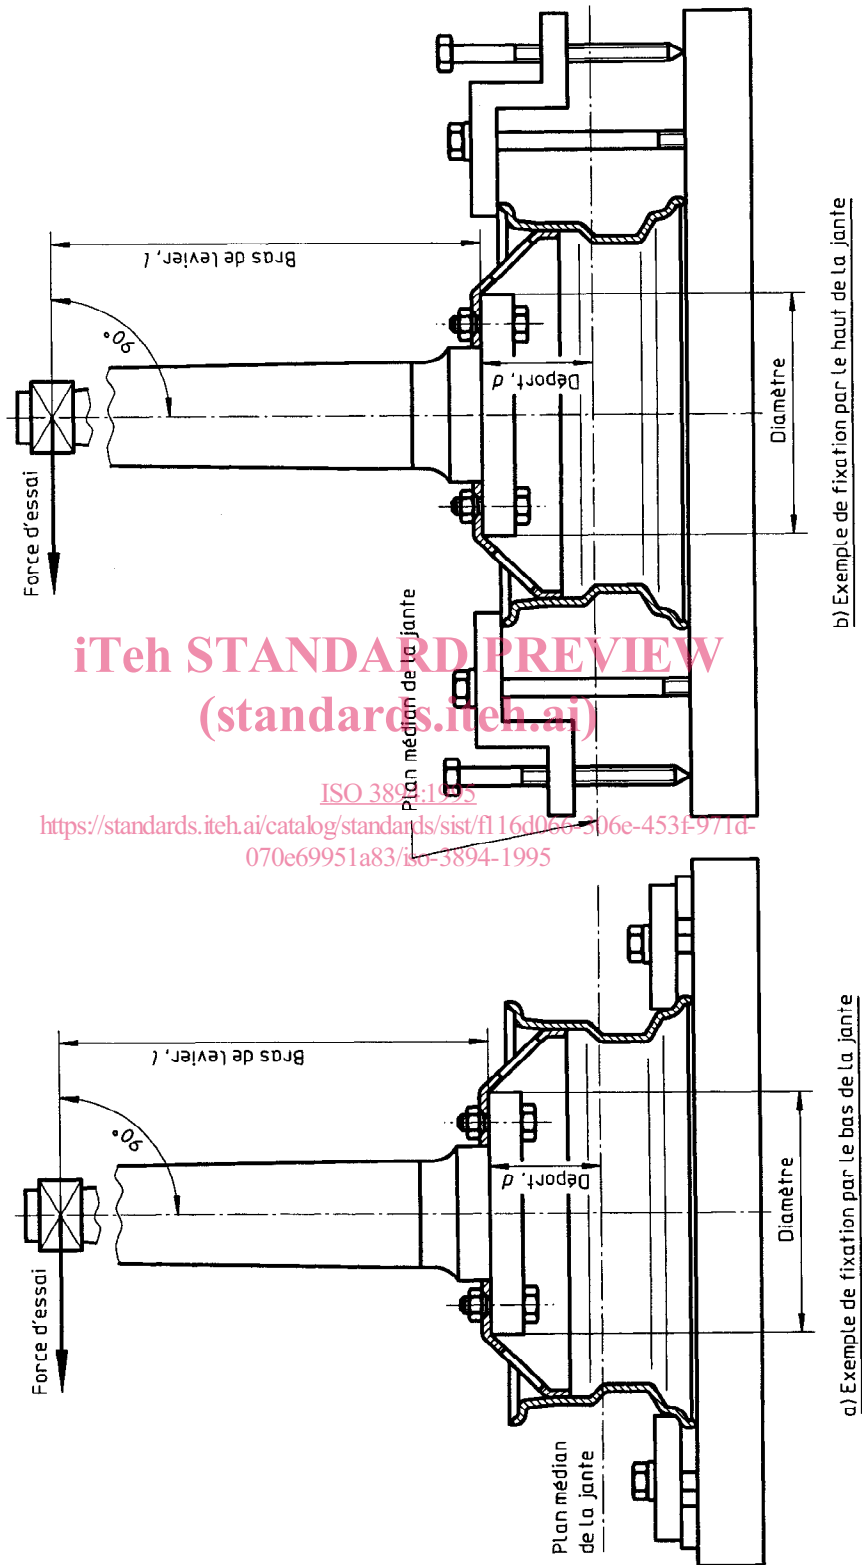 Force d'essai
90°
Bras de levier, l
Déport, d
Diamètre
Plan médian de la jante
b) Exemple de fixation par le haut de la jante
iTeh STANDARD PREVIEW
(standards.iteh.ai)
ISO 3894:1995
https://standards.iteh.ai/catalog/standards/sist/f116d066-306e-453f-971d-
070e69951a83/iso-3894-1995
Force d'essai
90°
Bras de levier, l
Déport, d
Diamètre
Plan médian
de la jante
a) Exemple de fixation par le bas de la jante